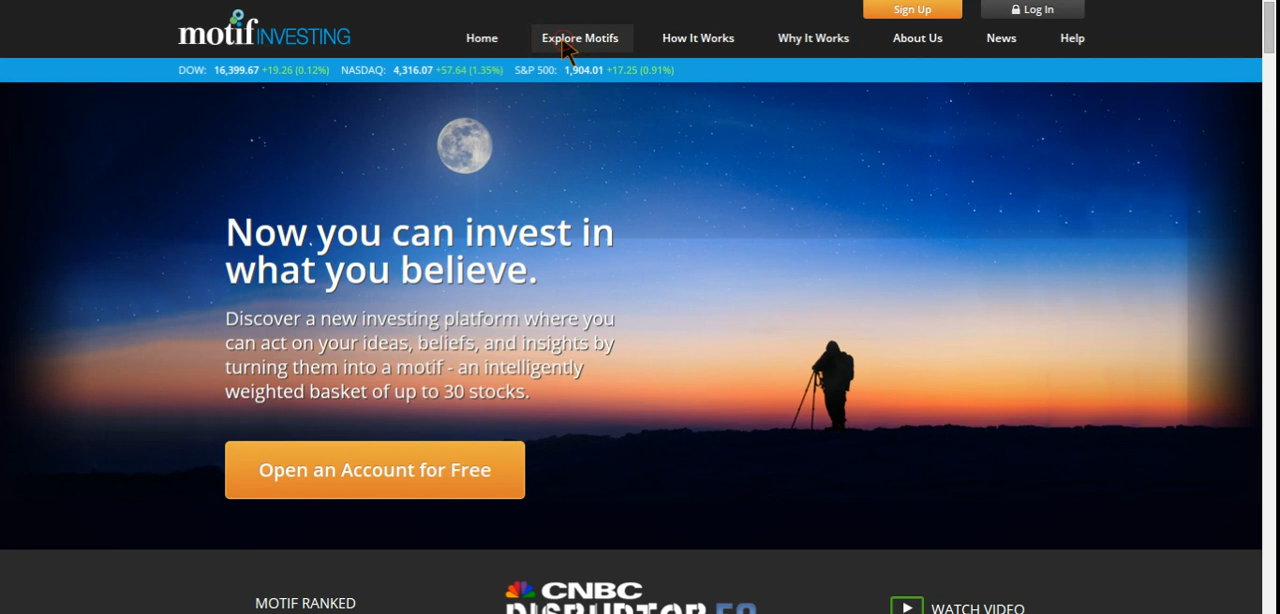 Sign Up
Log In
motif INVESTING
Home Explore Motifs How It Works Why It Works About Us News Help
DOW: 16,399.67 +19.26 (0.12%) NASDAQ: 4,316.07 +57.64 (1.35%) S&P 500: 1,904.01 +17.25 (0.91%)
Now you can invest in
what you believe.
Discover a new investing platform where you
can act on your ideas, beliefs, and insights by
turning them into a motif - an intelligently
weighted basket of up to 30 stocks.
Open an Account for Free
MOTIF RANKED
CNBC
DISRUPTOR 50
WATCH VIDEO